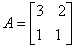 A = [3 2
1 1]